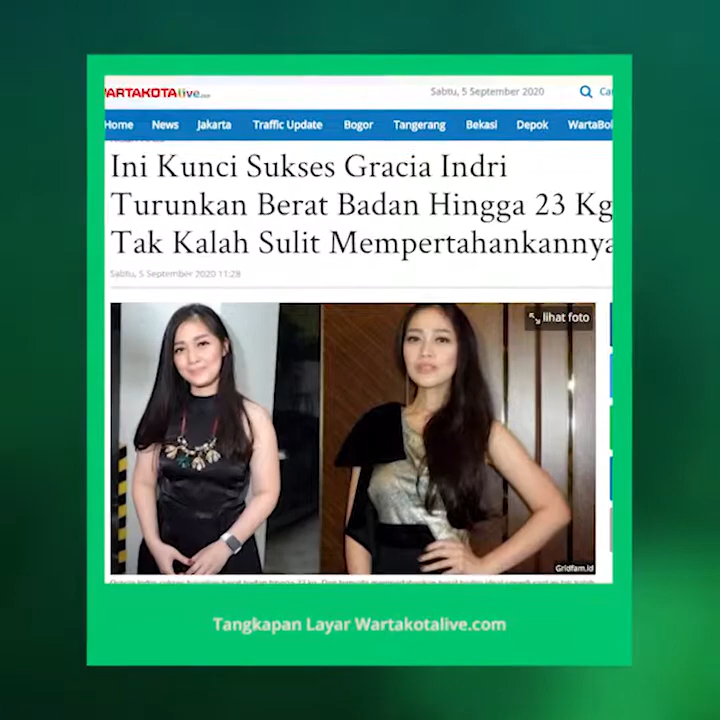 WARTAKOTAlive.com
Sabtu, 5 September 2020
Home News Jakarta Traffic Update Bogor Tangerang Bekasi Depok
Ini Kunci Sukses Gracia Indri
Turunkan Berat Badan Hingga 23 Kg
Tak Kalah Sulit Mempertahankannya
Sabtu, 5 September 2020 11:28
lihat foto
Gridfam.id
Tangkapan Layar Wartakotalive.com